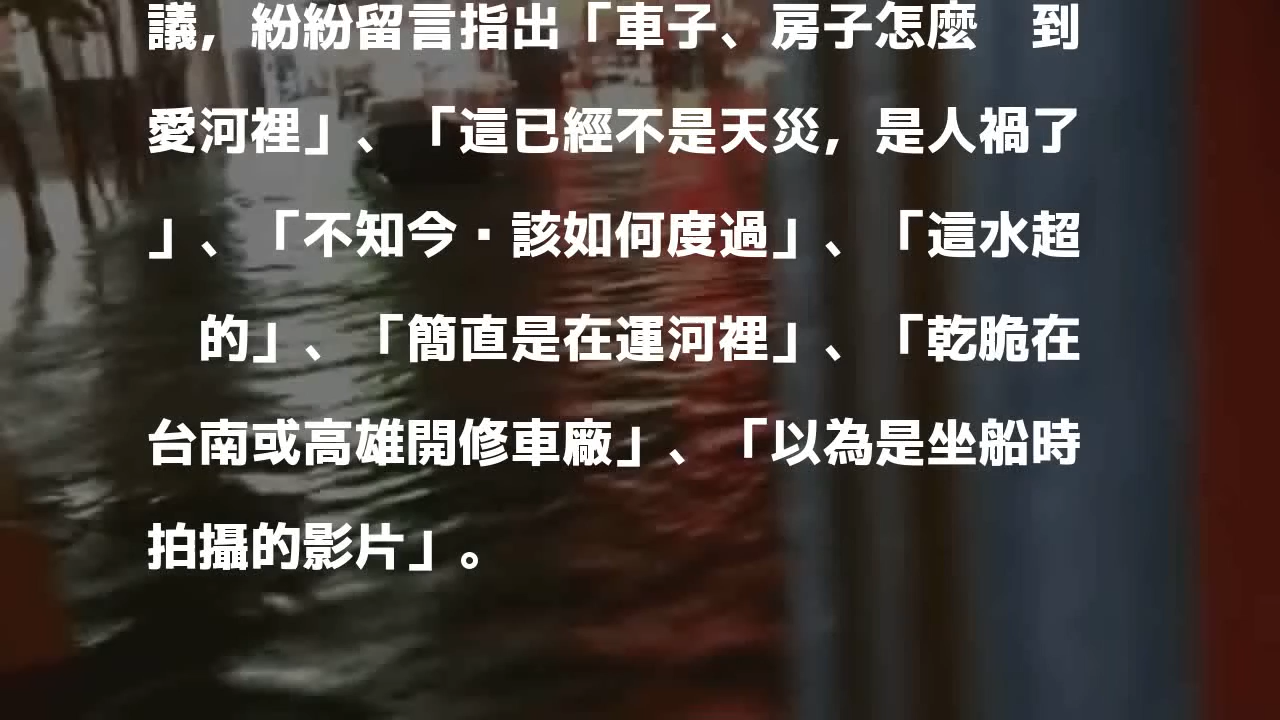 議，紛紛留言指出「車子、房子怎麼　到
愛河裡」、「這已經不是天災，是人禍了
」、「不知今·該如何度過」、「這水超
　的」、「簡直是在運河裡」、「乾脆在
台南或高雄開修車廠」、「以為是坐船時
拍攝的影片」。